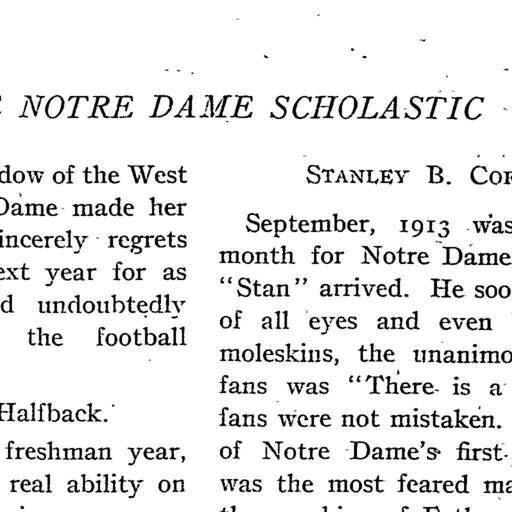 NOTRE DAME SCHOLASTIC
dow of the West
Dame made her
incerely regrets
ext year for as
d undoubtedly
the football
Halfback.
freshman year,
real ability on
STANLEY B. COF
September, 1913 was
month for Notre Dame
"Stan" arrived. He soo
of all eyes and even
moleskins, the unanimo
fans was "There is a
fans were not mistaken.
of Notre Dame's first
was the most feared ma